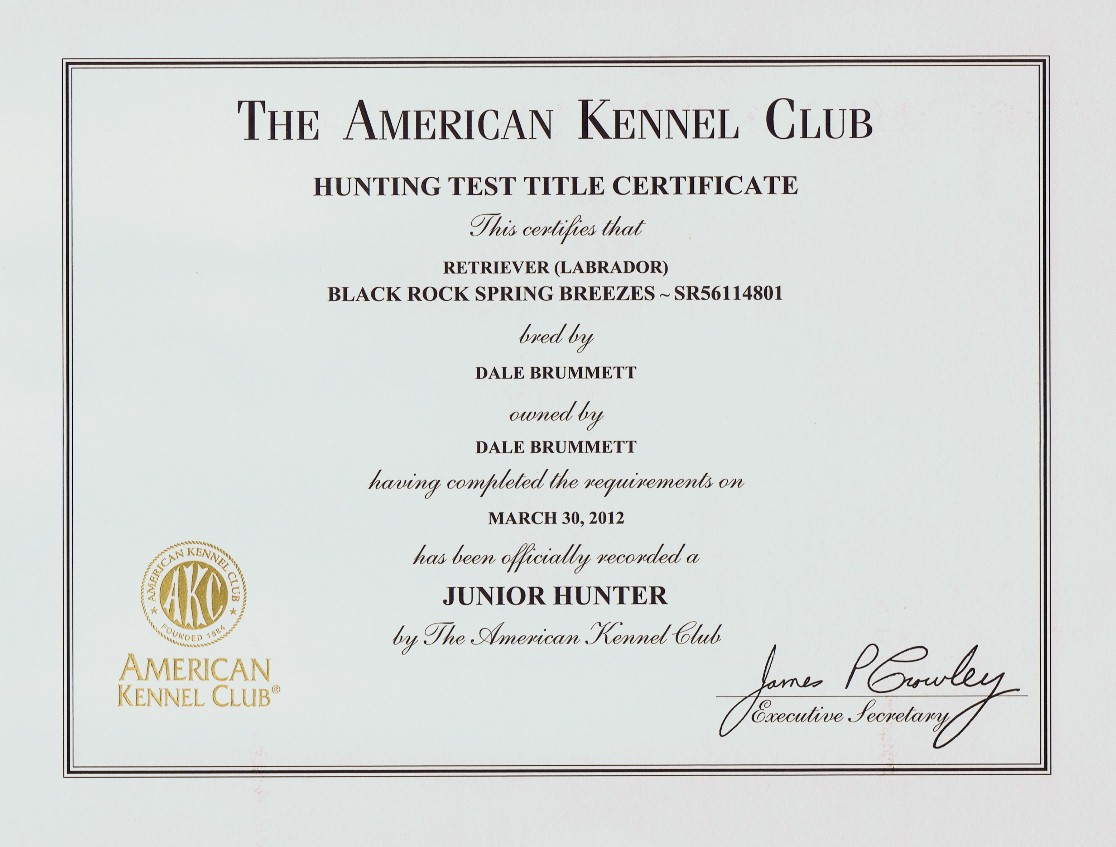 THE AMERICAN KENNEL CLUB
HUNTING TEST TITLE CERTIFICATE
This certifies that
RETRIEVER (LABRADOR)
BLACK ROCK SPRING BREEZES ~ SR56114801
bred by
DALE BRUMMETT
owned by
DALE BRUMMETT
having completed the requirements on
MARCH 30, 2012
has been officially recorded a
JUNIOR HUNTER
by The American Kennel Club
AMERICAN KENNEL CLUB
AKC
FOUNDED 1884
AMERICAN
KENNEL CLUB®
James P Crowley
Executive Secretary